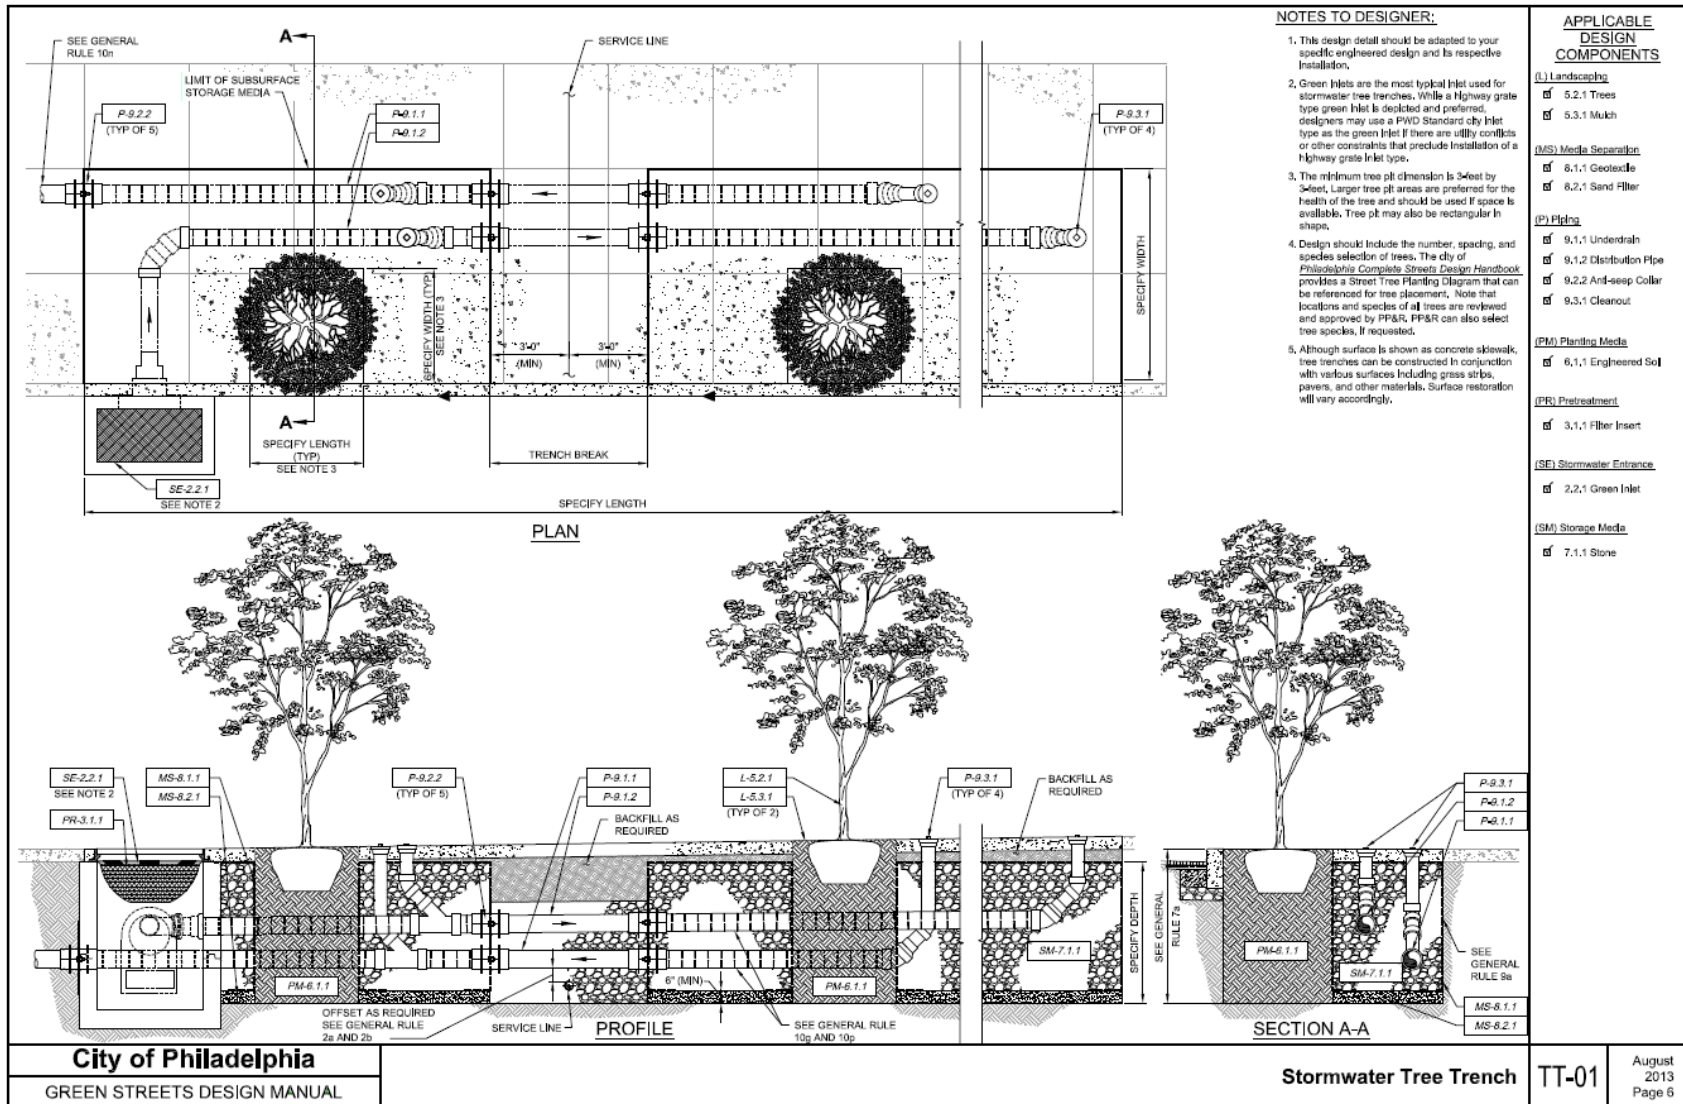 SEE GENERAL
RULE 10n
A
SERVICE LINE
LIMIT OF SUBSURFACE
STORAGE MEDIA
P-9.2.2
(TYP OF 5)
P-9.1.1
P-9.1.2
P-9.3.1
(TYP OF 4)
SPECIFY WIDTH (TYP)
SEE NOTE 3
3'-0"
(MIN)
3'-0"
(MIN)
SPECIFY WIDTH
A
SPECIFY LENGTH
(TYP)
SEE NOTE 3
TRENCH BREAK
SE-2.2.1
SEE NOTE 2
SPECIFY LENGTH
PLAN
NOTES TO DESIGNER:
1. This design detail should be adapted to your
specific engineered design and its respective
installation.
2. Green inlets are the most typical inlet used for
stormwater tree trenches. While a highway grate
type green inlet is depicted and preferred,
designers may use a PWD Standard city inlet
type as the green inlet if there are utility conflicts
or other constraints that preclude installation of a
highway grate inlet type.
3. The minimum tree pit dimension is 3-feet by
3-feet. Larger tree pit areas are preferred for the
health of the tree and should be used if space is
available. Tree pit may also be rectangular in
shape.
4. Design should include the number, spacing, and
species selection of trees. The city of
Philadelphia Complete Streets Design Handbook
provides a Street Tree Planting Diagram that can
be referenced for tree placement. Note that
locations and species of all trees are reviewed
and approved by PP&R. PP&R can also select
tree species, if requested.
5. Although surface is shown as concrete sidewalk,
tree trenches can be constructed in conjunction
with various surfaces including grass strips,
pavers, and other materials. Surface restoration
will vary accordingly.
APPLICABLE
DESIGN
COMPONENTS
(L) Landscaping
5.2.1 Trees
5.3.1 Mulch
(MS) Media Separation
8.1.1 Geotextile
8.2.1 Sand Filter
(P) Piping
9.1.1 Underdrain
9.1.2 Distribution Pipe
9.2.2 Anti-seep Collar
9.3.1 Cleanout
(PM) Planting Media
6.1.1 Engineered Soil
(PR) Pretreatment
3.1.1 Filter Insert
(SE) Stormwater Entrance
2.2.1 Green Inlet
(SM) Storage Media
7.1.1 Stone
SE-2.2.1
SEE NOTE 2
PR-3.1.1
MS-8.1.1
MS-8.2.1
P-9.2.2
(TYP OF 5)
P-9.1.1
P-9.1.2
BACKFILL AS
REQUIRED
L-5.2.1
L-5.3.1
(TYP OF 2)
P-9.3.1
(TYP OF 4)
BACKFILL AS
REQUIRED
PM-6.1.1
OFFSET AS REQUIRED
SEE GENERAL RULE
2a AND 2b
SERVICE LINE
PROFILE
6" (MIN)
PM-6.1.1
SEE GENERAL RULE
10g AND 10p
SM-7.1.1
SPECIFY DEPTH
SEE GENERAL
RULE 7a
PM-6.1.1
SM-7.1.1
P-9.3.1
P-9.1.2
P-9.1.1
SEE
GENERAL
RULE 9a
MS-8.1.1
MS-8.2.1
SECTION A-A
City of Philadelphia
GREEN STREETS DESIGN MANUAL
Stormwater Tree Trench
TT-01
August
2013
Page 6